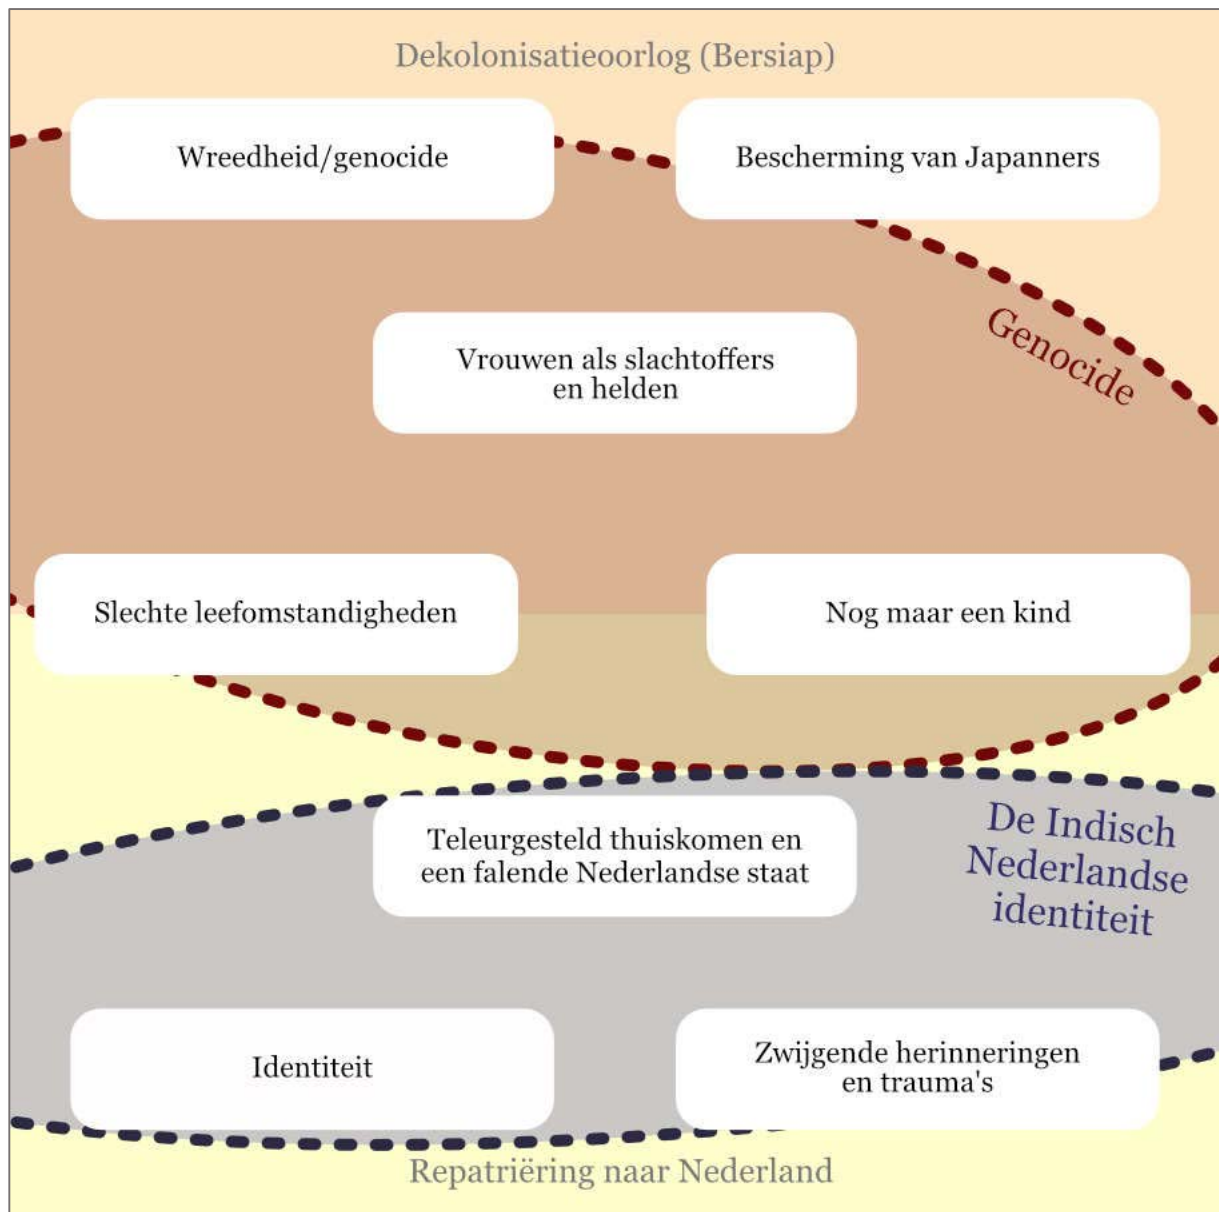 Dekolonisatieoorlog (Bersiap)
Wreedheid/genocide
Bescherming van Japanners
Genocide
Vrouwen als slachtoffers
en helden
Slechte leefomstandigheden
Nog maar een kind
Teleurgesteld thuiskomen en
een falende Nederlandse staat
De Indisch
Nederlandse
identiteit
Identiteit
Zwijgende herinneringen
en trauma's
Repatriëring naar Nederland